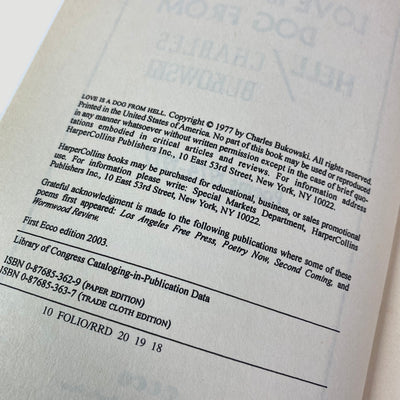 LOVE IS A DOG FROM HELL. Copyright © 1977 by Charles Bukowski. All rights reserved.
Printed in the United States of America. No part of this book may be used or reproduced
in any manner whatsoever without written permission except in the case of brief quo-
tations embodied in critical articles and reviews. For information address
HarperCollins Publishers Inc., 10 East 53rd Street, New York, NY 10022.
HarperCollins books may be purchased for educational, business, or sales promotional
use. For information please write: Special Markets Department, HarperCollins
Publishers Inc., 10 East 53rd Street, New York, NY 10022.
Grateful acknowledgment is made to the following publications where some of these
poems first appeared: Los Angeles Free Press, Poetry Now, Second Coming, and
Wormwood Review.
First Ecco edition 2003.
Library of Congress Cataloging-in-Publication Data
ISBN 0-87685-362-9 (PAPER EDITION)
ISBN 0-87685-363-7 (TRADE CLOTH EDITION)
10 FOLIO/RRD 20 19 18